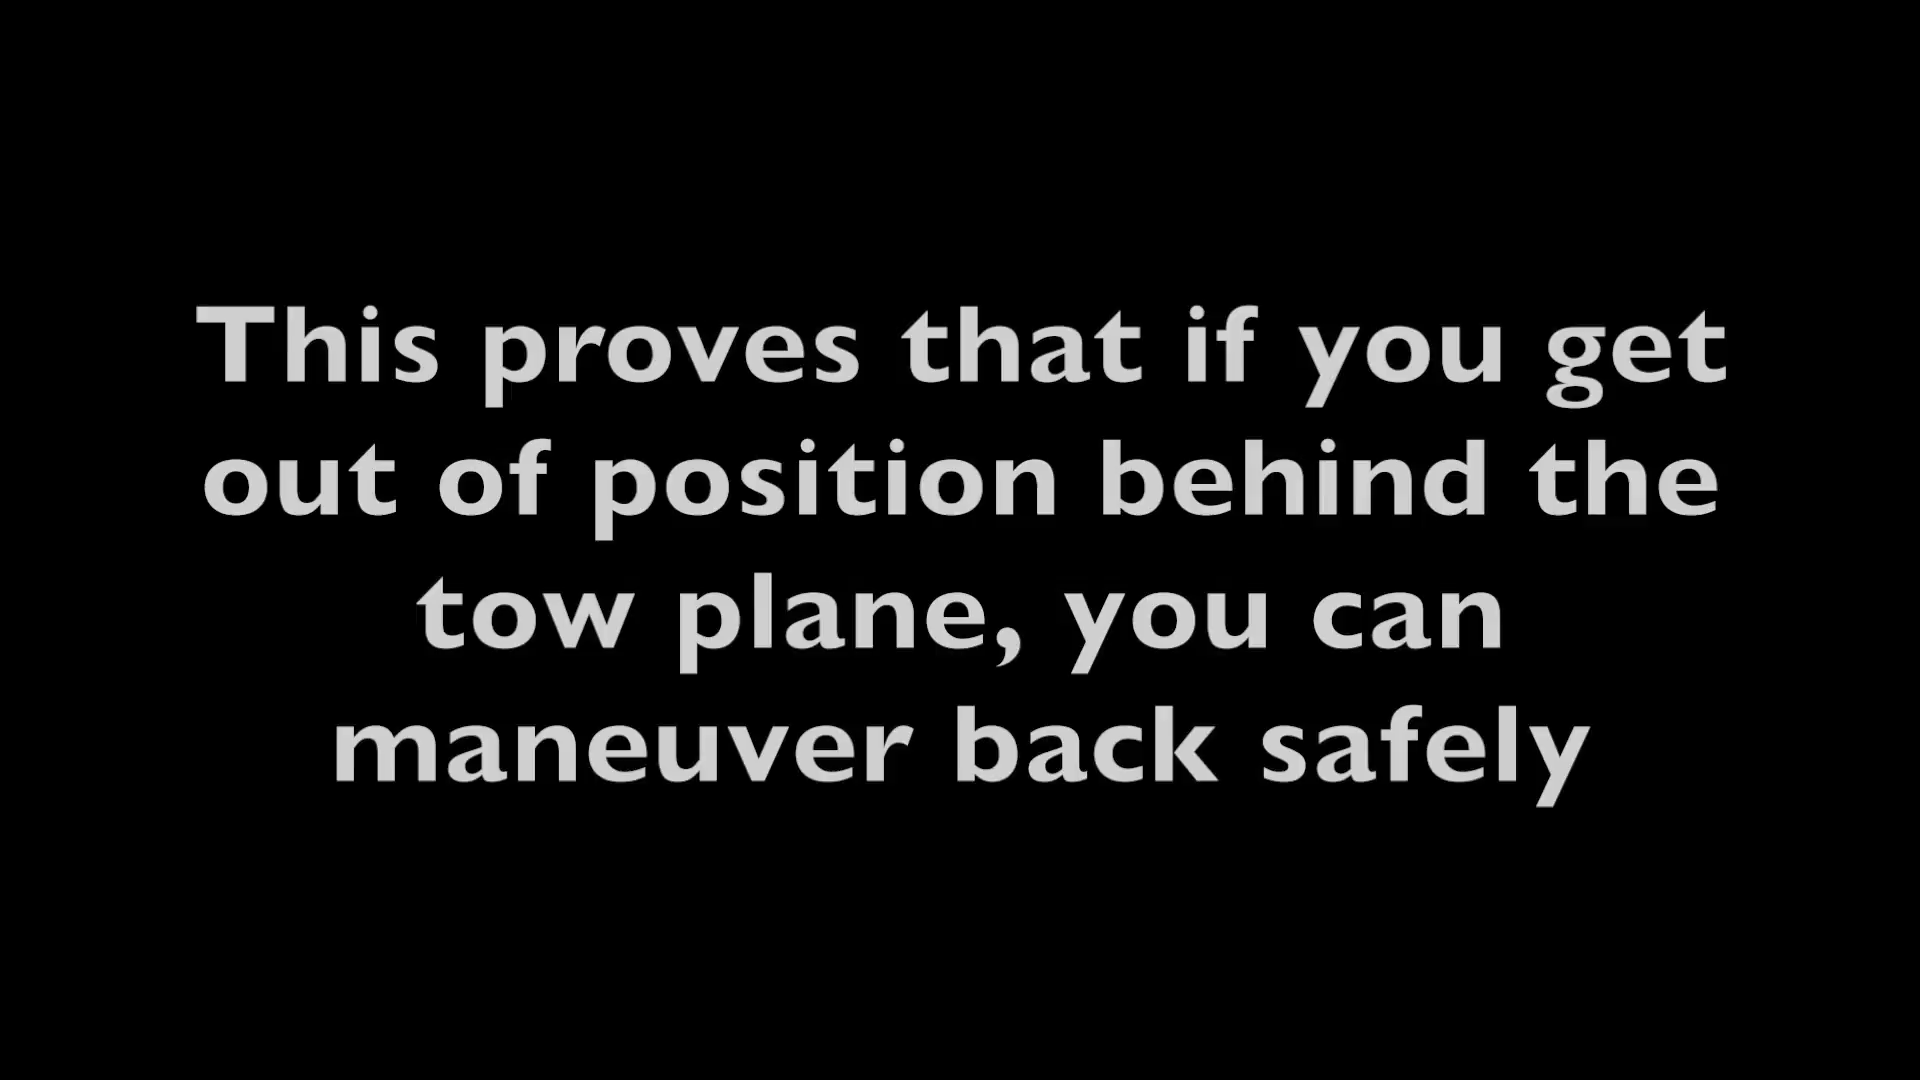 This proves that if you get
out of position behind the
tow plane, you can
maneuver back safely